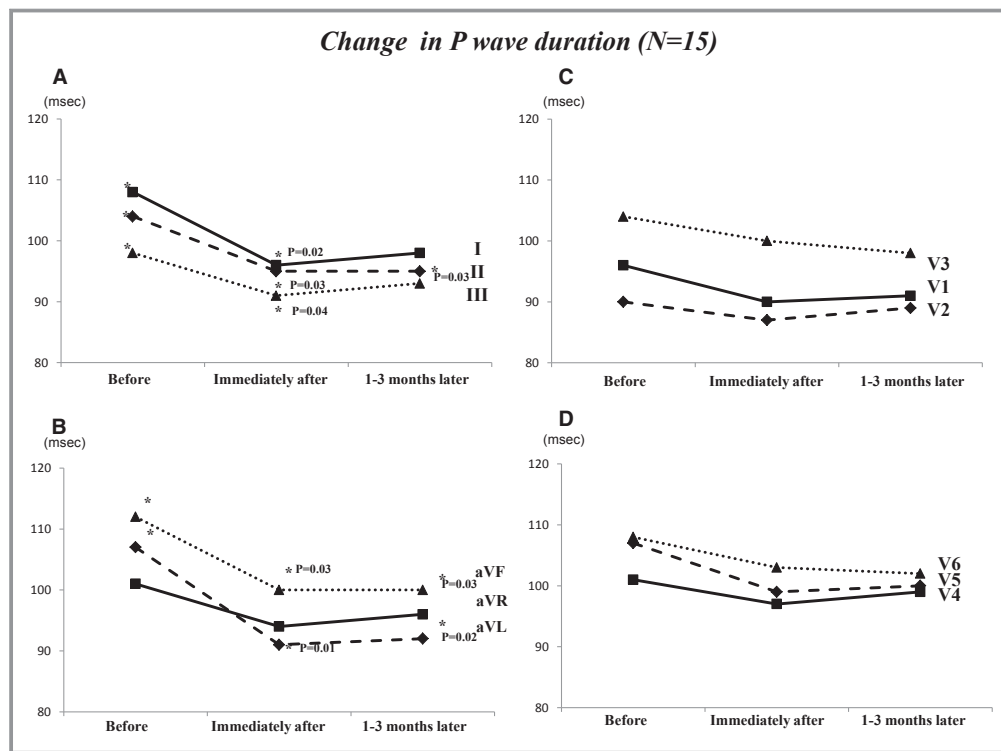 Change in P wave duration (N=15)
A
(msec)
120
110
100
90
80
*
*
*
* P=0.02
*
P=0.03
* P=0.04
*
P=0.03
I
II
III
Before Immediately after 1-3 months later
C
(msec)
120
110
100
90
80
V3
V1
V2
Before Immediately after 1-3 months later
B
(msec)
120
110
100
90
80
*
*
* P=0.03
* P=0.01
*
P=0.03
*
P=0.02
aVF
aVR
aVL
Before Immediately after 1-3 months later
D
(msec)
120
110
100
90
80
V6
V5
V4
Before Immediately after 1-3 months later